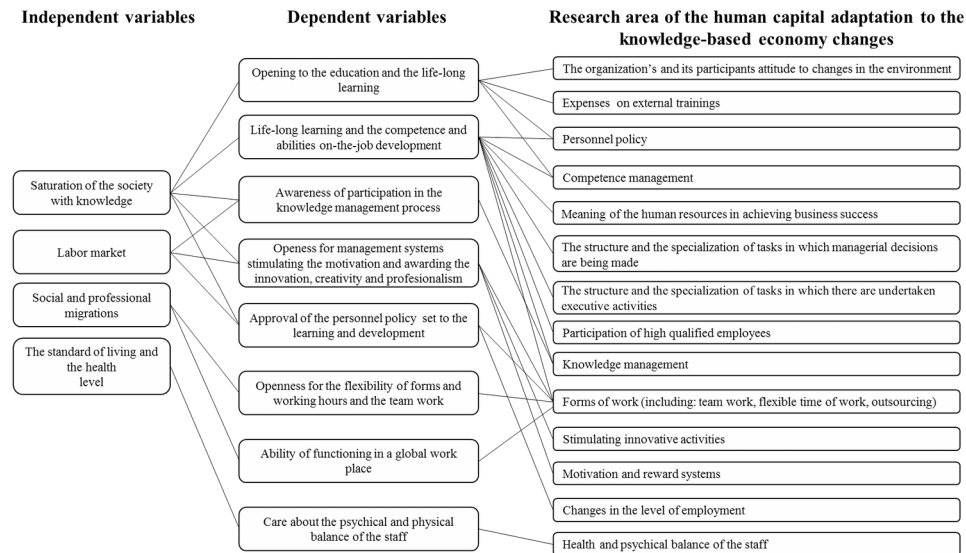 Independent variables
Dependent variables
Research area of the human capital adaptation to the
knowledge-based economy changes
Saturation of the society
with knowledge
Labor market
Social and professional
migrations
The standard of living and
the health
level
Opening to the education and the life-long
learning
Life-long learning and the competence and
abilities on-the-job development
Awareness of participation in the
knowledge management process
Openess for management systems
stimulating the motivation and awarding the
innovation, creativity and profesionalism
Approval of the personnel policy set to the
learning and development
Openness for the flexibility of forms and
working hours and the team work
Ability of functioning in a global work
place
Care about the psychical and physical
balance of the staff
The organization's and its participants attitude to changes in the environment
Expenses on external trainings
Personnel policy
Competence management
Meaning of the human resources in achieving business success
The structure and the specialization of tasks in which managerial decisions
are being made
The structure and the specialization of tasks in which there are undertaken
executive activities
Participation of high qualified employees
Knowledge management
Forms of work (including: team work, flexible time of work, outsourcing)
Stimulating innovative activities
Motivation and reward systems
Changes in the level of employment
Health and psychical balance of the staff